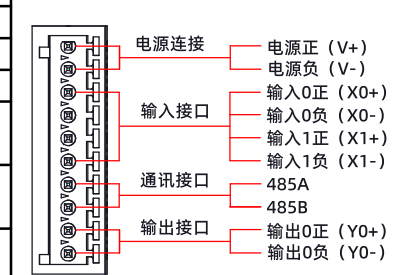 电源连接
电源正（V+）
电源负（V-）
输入接口
输入0正（X0+）
输入0负（X0-）
输入1正（X1+）
输入1负（X1-）
通讯接口
485A
485B
输出接口
输出0正（Y0+）
输出0负（Y0-）